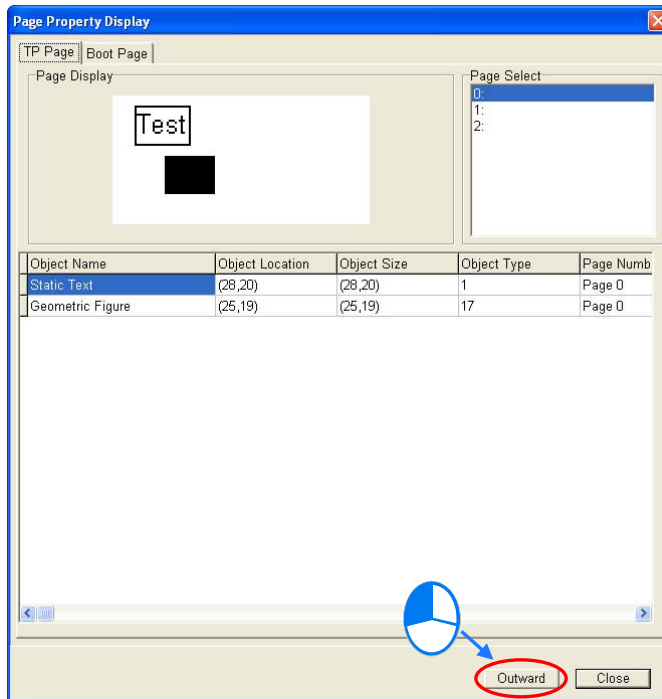 Page Property Display
TP Page Boot Page
Page Display
Test
Page Select
0:
1:
2:
Object Name Object Location Object Size Object Type Page Numb
Static Text (28,20) (28,20) 1 Page 0
Geometric Figure (25,19) (25,19) 17 Page 0
Outward Close